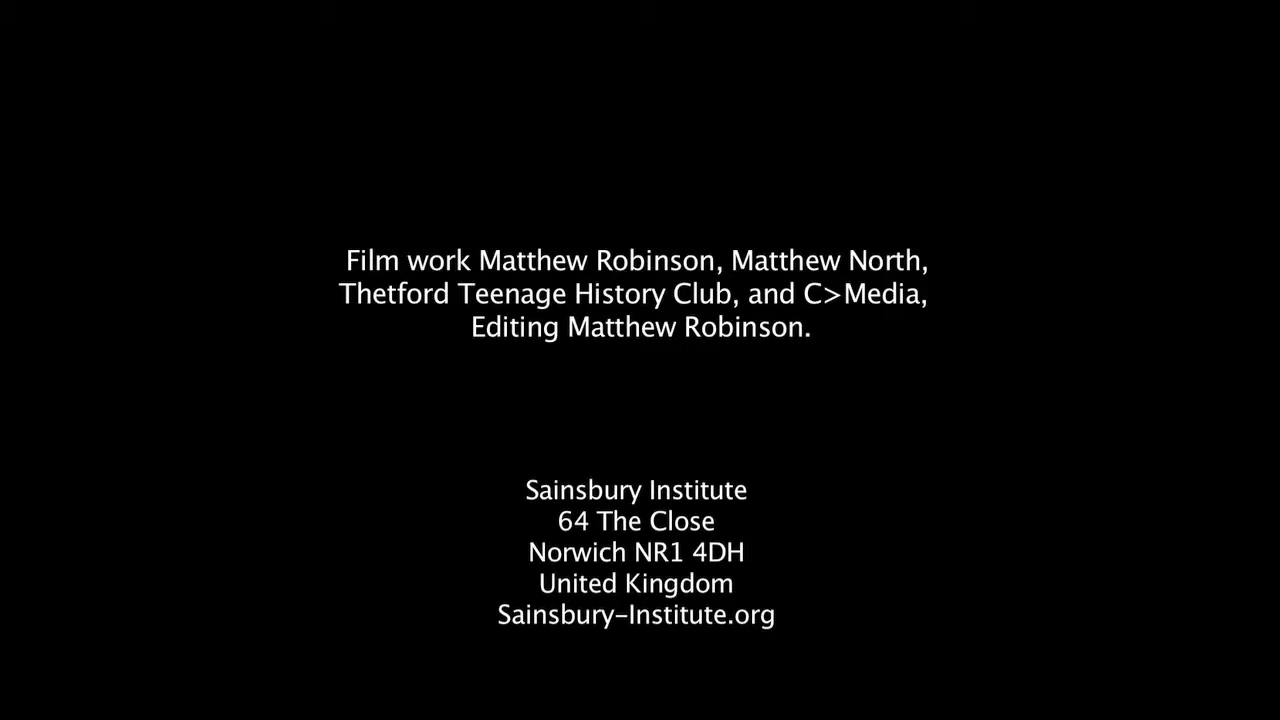 Film work Matthew Robinson, Matthew North,
Thetford Teenage History Club, and C>Media,
Editing Matthew Robinson.
Sainsbury Institute
64 The Close
Norwich NR1 4DH
United Kingdom
Sainsbury-Institute.org